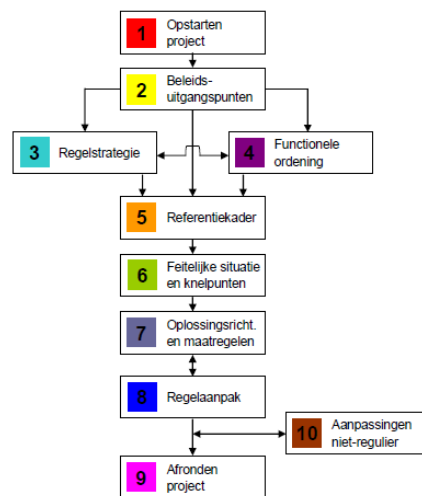 1 Opstarten
project
2 Beleids-
uitgangspunten
3 Regelstrategie
4 Functionele
ordening
5 Referentiekader
6 Feitelijke situatie
en knelpunten
7 Oplossingsricht.
en maatregelen
8 Regelaanpak
10 Aanpassingen
niet-regulier
9 Afronden
project